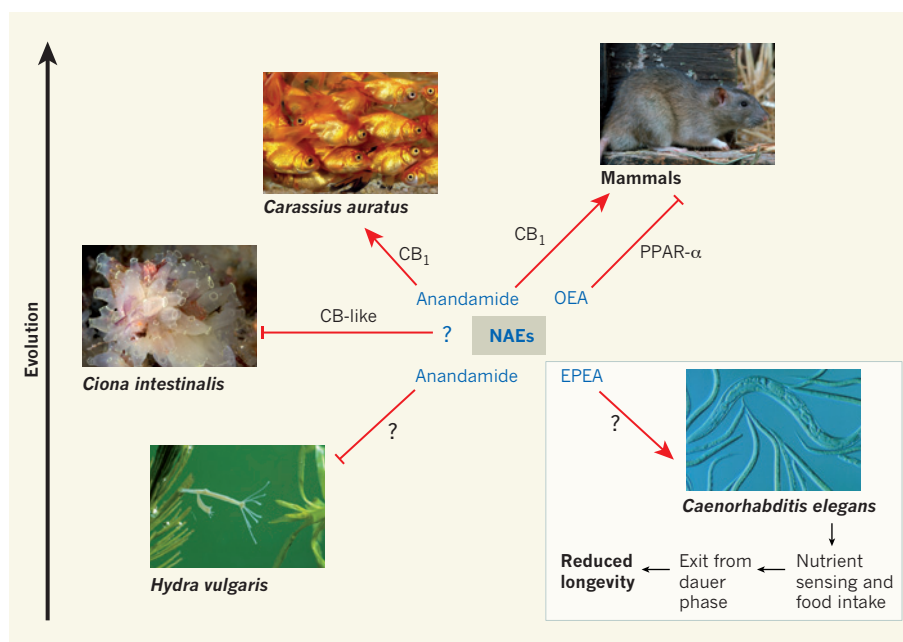 Evolution
Carassius auratus
Mammals
CB₁
CB₁
PPAR-α
Anandamide
OEA
CB-like
?
NAEs
Ciona intestinalis
Anandamide
EPEA
?
?
Caenorhabditis elegans
Hydra vulgaris
Reduced
longevity
Exit from
dauer
phase
Nutrient
sensing and
food intake